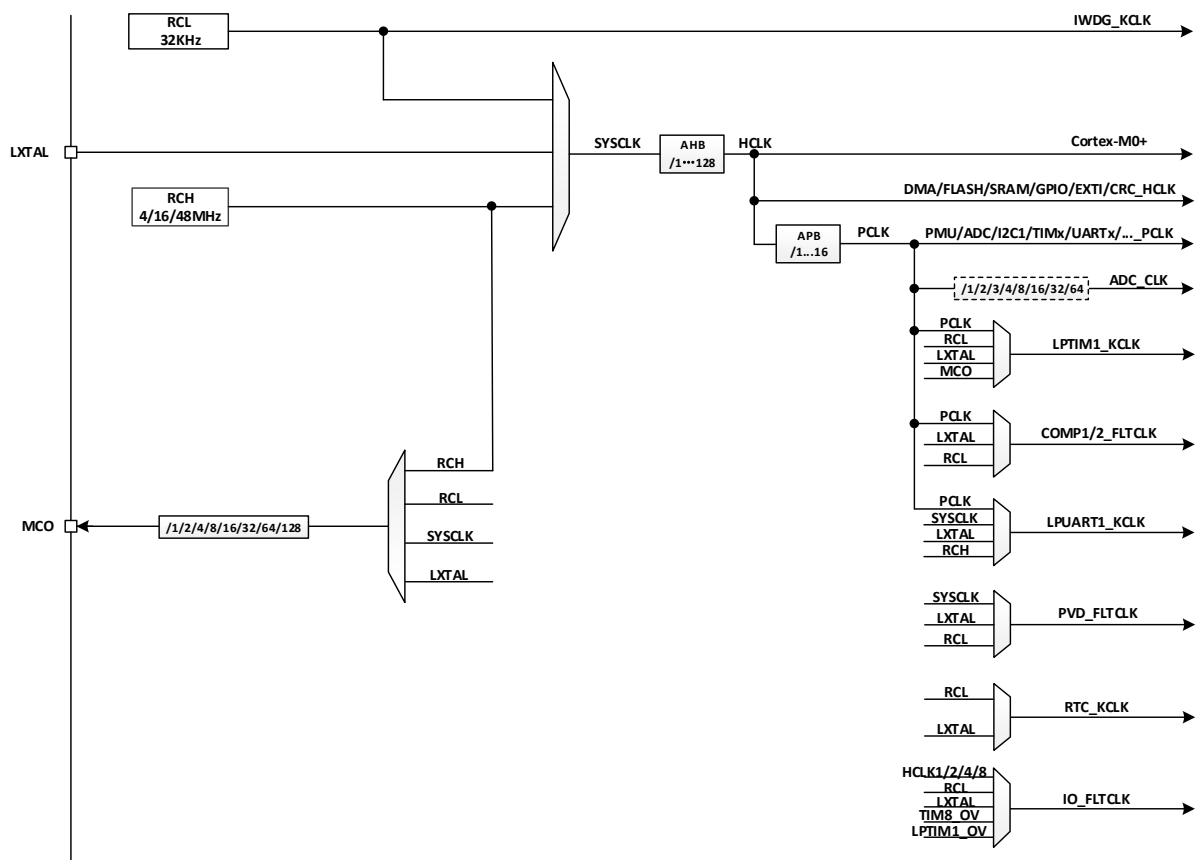 RCL
32KHz
IWDG_KCLK
LXTAL
SYSCLK
AHB
/1···128
HCLK
Cortex-M0+
RCH
4/16/48MHz
DMA/FLASH/SRAM/GPIO/EXTI/CRC_HCLK
APB
/1...16
PCLK
PMU/ADC/I2C1/TIMx/UARTx/..._PCLK
/1/2/3/4/8/16/32/64
ADC_CLK
PCLK
RCL
LXTAL
MCO
LPTIM1_KCLK
PCLK
LXTAL
RCL
COMP1/2_FLTCLK
RCH
RCL
SYSCLK
LXTAL
MCO
/1/2/4/8/16/32/64/128
PCLK
SYSCLK
LXTAL
RCH
LPUART1_KCLK
SYSCLK
LXTAL
RCL
PVD_FLTCLK
RCL
LXTAL
RTC_KCLK
HCLK1/2/4/8
RCL
LXTAL
TIM8_OV
LPTIM1_OV
IO_FLTCLK